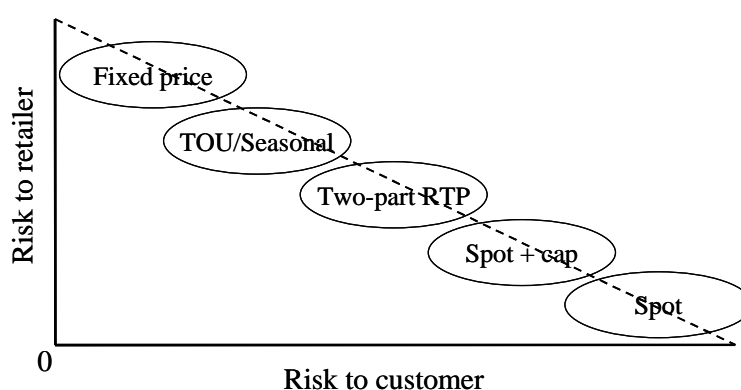 Risk to retailer
Fixed price
TOU/Seasonal
Two-part RTP
Spot + cap
Spot
0
Risk to customer